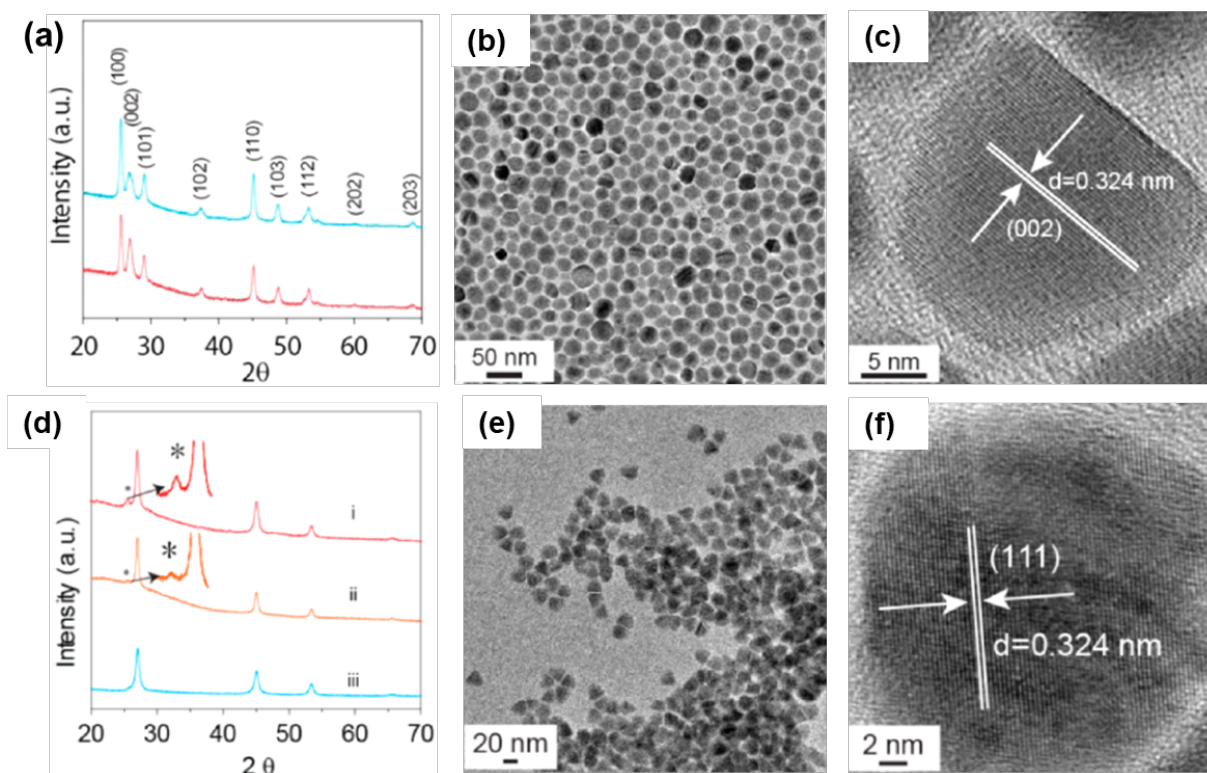 (a)
Intensity (a.u.)
(100)
(002)
(101)
(102)
(110)
(103)
(112)
(202)
(203)
20 30 40 50 60 70
2θ
(b)
50 nm
(c)
d=0.324 nm
(002)
5 nm
(d)
Intensity (a.u.)
*
*
i
*
*
ii
iii
20 30 40 50 60 70
2 θ
(e)
20 nm
(f)
(111)
d=0.324 nm
2 nm